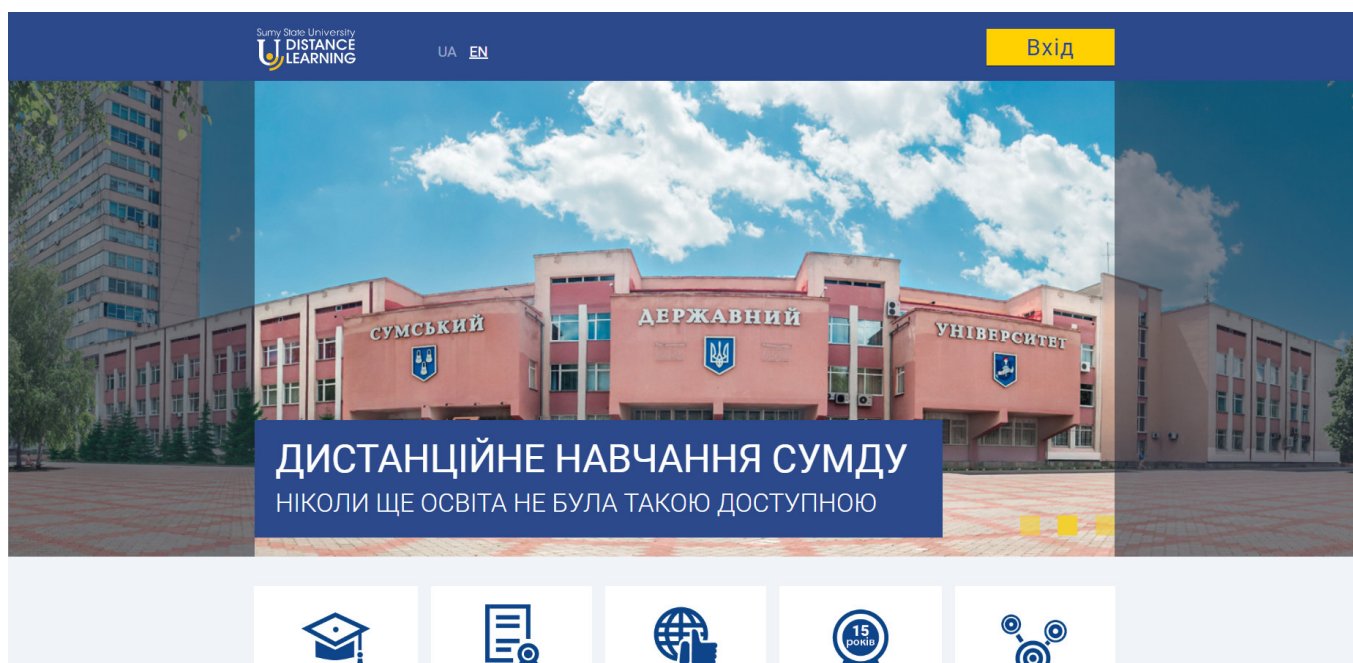 Sumy State University
DISTANCE
LEARNING
UA EN
Вхід
СУМСЬКИЙ
ДЕРЖАВНИЙ
УНІВЕРСИТЕТ
ДИСТАНЦІЙНЕ НАВЧАННЯ СУМДУ
НІКОЛИ ЩЕ ОСВІТА НЕ БУЛА ТАКОЮ ДОСТУПНОЮ
15
років